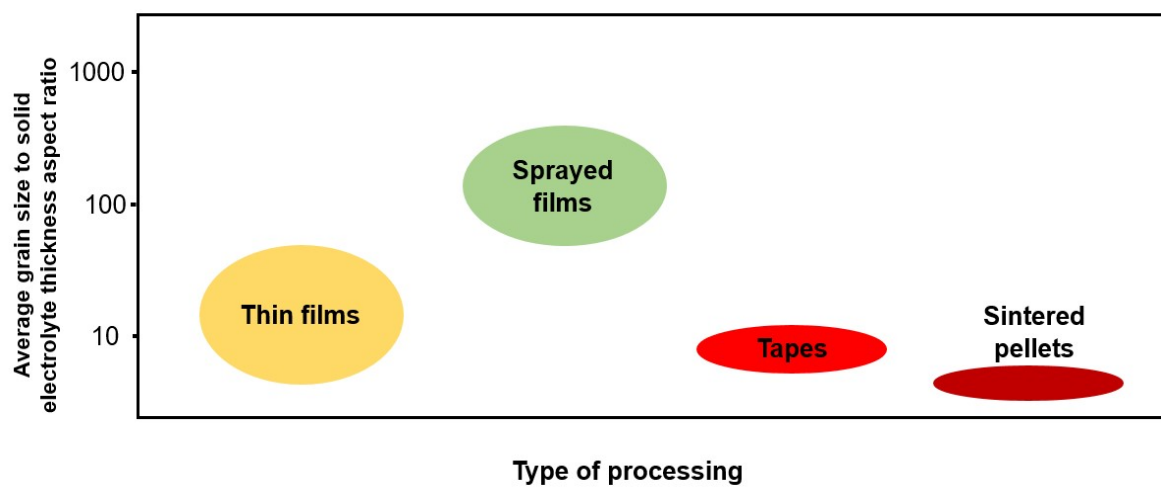 Average grain size to solid
electrolyte thickness aspect ratio
1000
100
10
Thin films
Sprayed
films
Tapes
Sintered
pellets
Type of processing